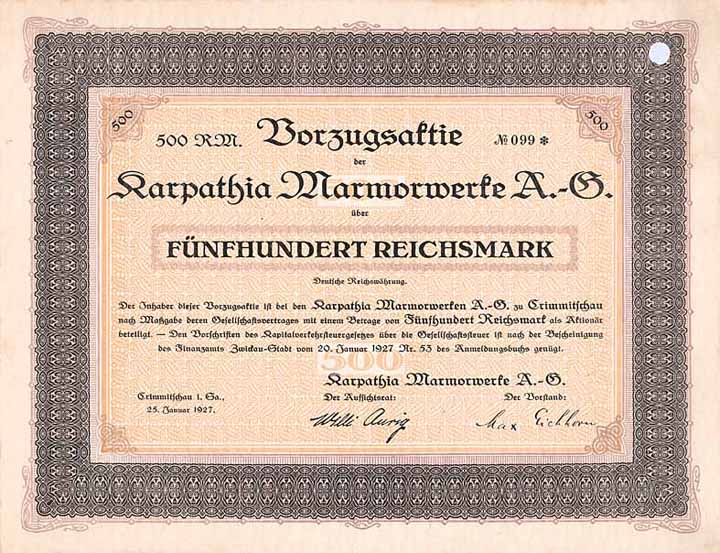 500
500
500 RM. Vorzugsaktie № 099 *
der
Karpathia Marmorwerke A.-G.
über
FÜNFHUNDERT REICHSMARK
Deutsche Reichswährung.
Der Inhaber dieser Vorzugsaktie ist bei den Karpathia Marmorwerken A.-G. zu Crimmitschau
nach Maßgabe deren Gesellschaftsvertrages mit einem Betrage von Fünfhundert Reichsmark als Aktionär
beteiligt. — Den Vorschriften des Kapitalverkehrsteuergesetzes über die Gesellschaftssteuer ist nach der Bescheinigung
des Finanzamts Zwickau-Stadt vom 20. Januar 1927 Nr. 53 des Anmeldungsbuchs genügt.
500
Karpathia Marmorwerke A.-G.
Crimmitschau i. Sa., Der Aufsichtsrat: Der Vorstand:
25. Januar 1927.
Willi Aurig Max Eichhorn